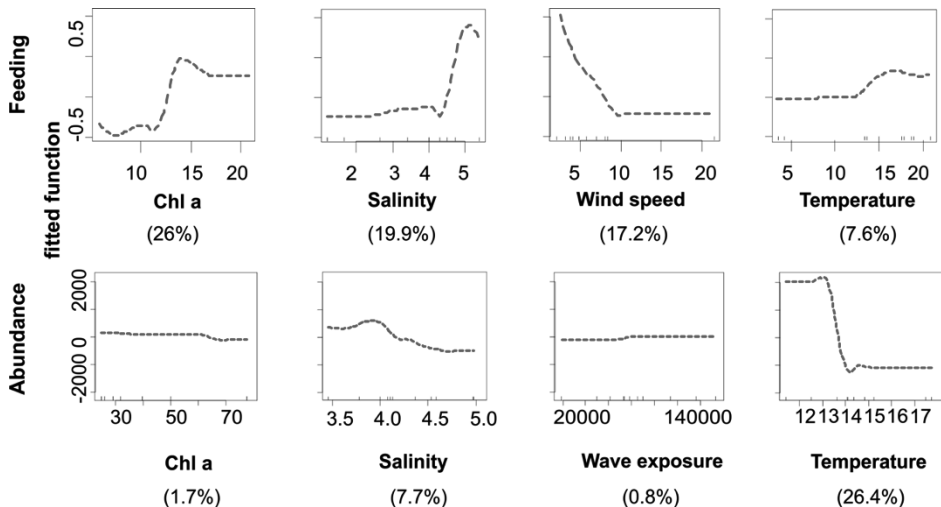 Feeding
fitted function
0.5
-0.5
10 15 20
2 3 4 5
5 10 15 20
5 10 15 20
Chl a
Salinity
Wind speed
Temperature
(26%)
(19.9%)
(17.2%)
(7.6%)
Abundance
-2000 0 2000
30 50 70
3.5 4.0 4.5 5.0
20000 140000
12 13 14 15 16 17
Chl a
Salinity
Wave exposure
Temperature
(1.7%)
(7.7%)
(0.8%)
(26.4%)